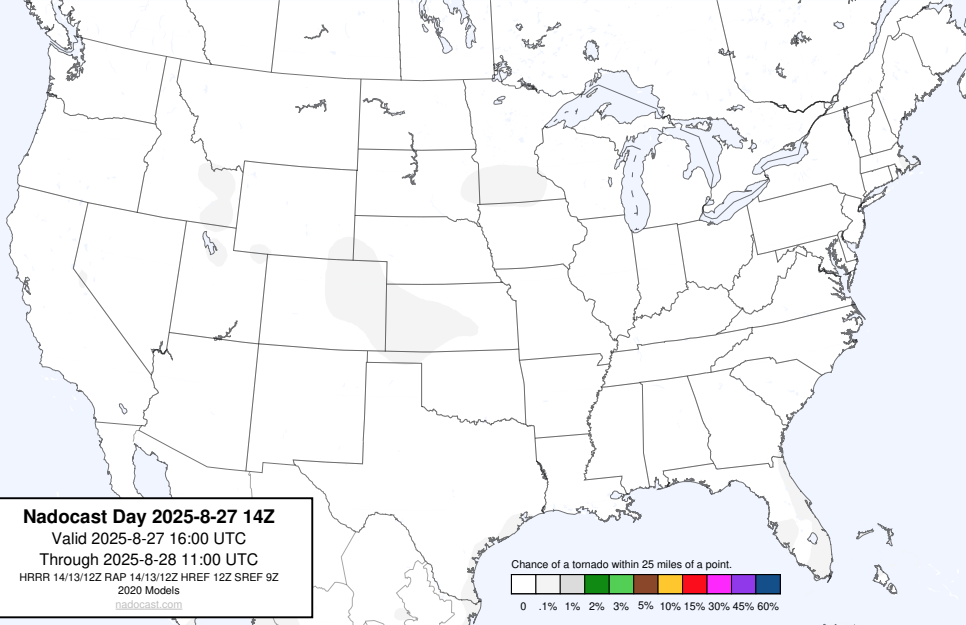 Nadocast Day 2025-8-27 14Z
Valid 2025-8-27 16:00 UTC
Through 2025-8-28 11:00 UTC
HRRR 14/13/12Z RAP 14/13/12Z HREF 12Z SREF 9Z
2020 Models
nadocast.com
Chance of a tornado within 25 miles of a point.
0 .1% 1% 2% 3% 5% 10% 15% 30% 45% 60%